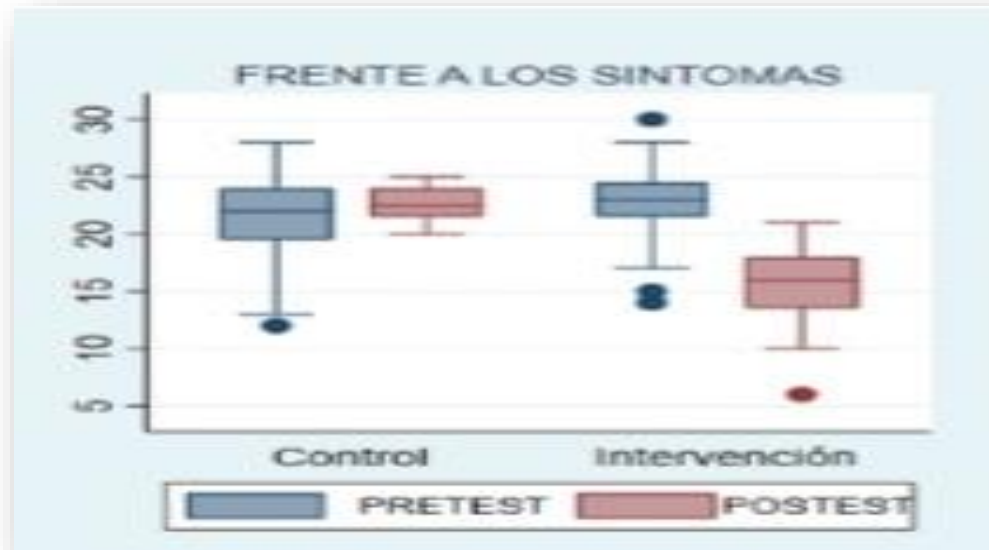 FRENTE A LOS SINTOMAS
30
25
20
15
10
5
Control Intervención
PRETEST POSTEST